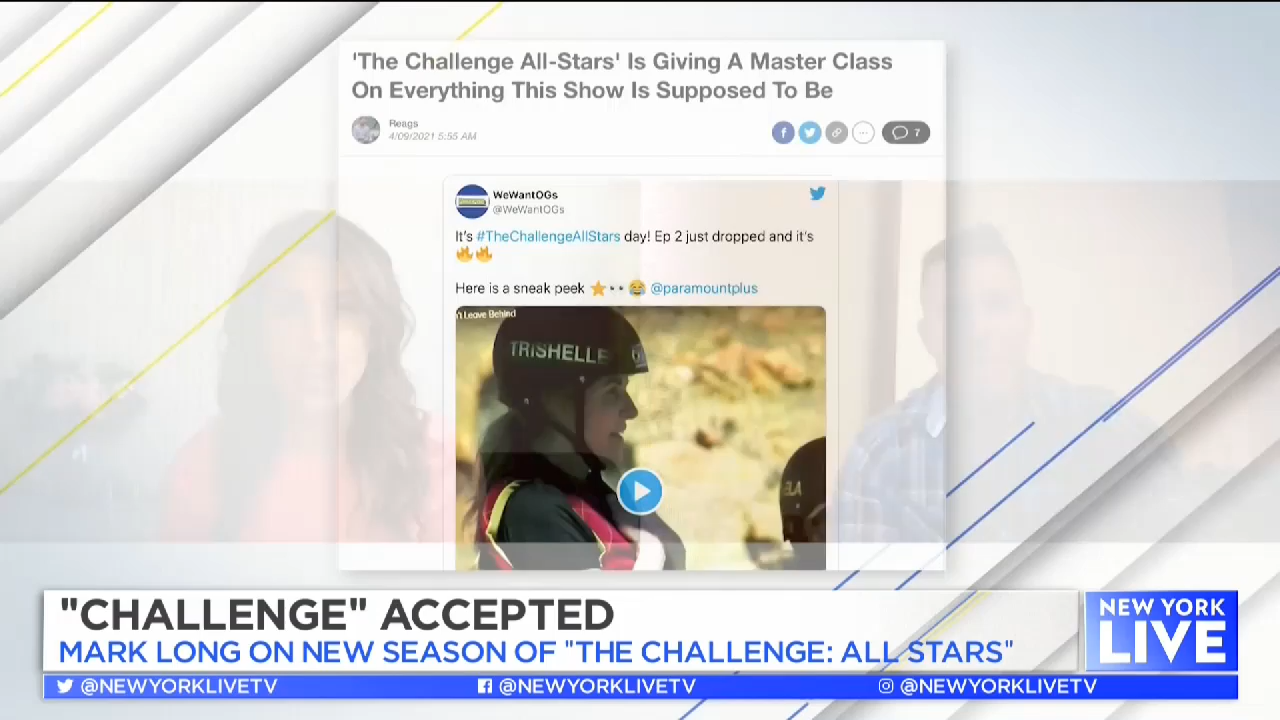 'The Challenge All-Stars' Is Giving A Master Class
On Everything This Show Is Supposed To Be
Reags
4/09/2021 5:55 AM
7
WeWantOGs
@WeWantOGs
It's #TheChallengeAllStars day! Ep 2 just dropped and it's
🔥🔥
Here is a sneak peek ⭐👀😂 @paramountplus
't Leave Behind
TRISHELLE
ELA
"CHALLENGE" ACCEPTED
MARK LONG ON NEW SEASON OF "THE CHALLENGE: ALL STARS"
NEW YORK
LIVE
@NEWYORKLIVETV
@NEWYORKLIVETV
@NEWYORKLIVETV